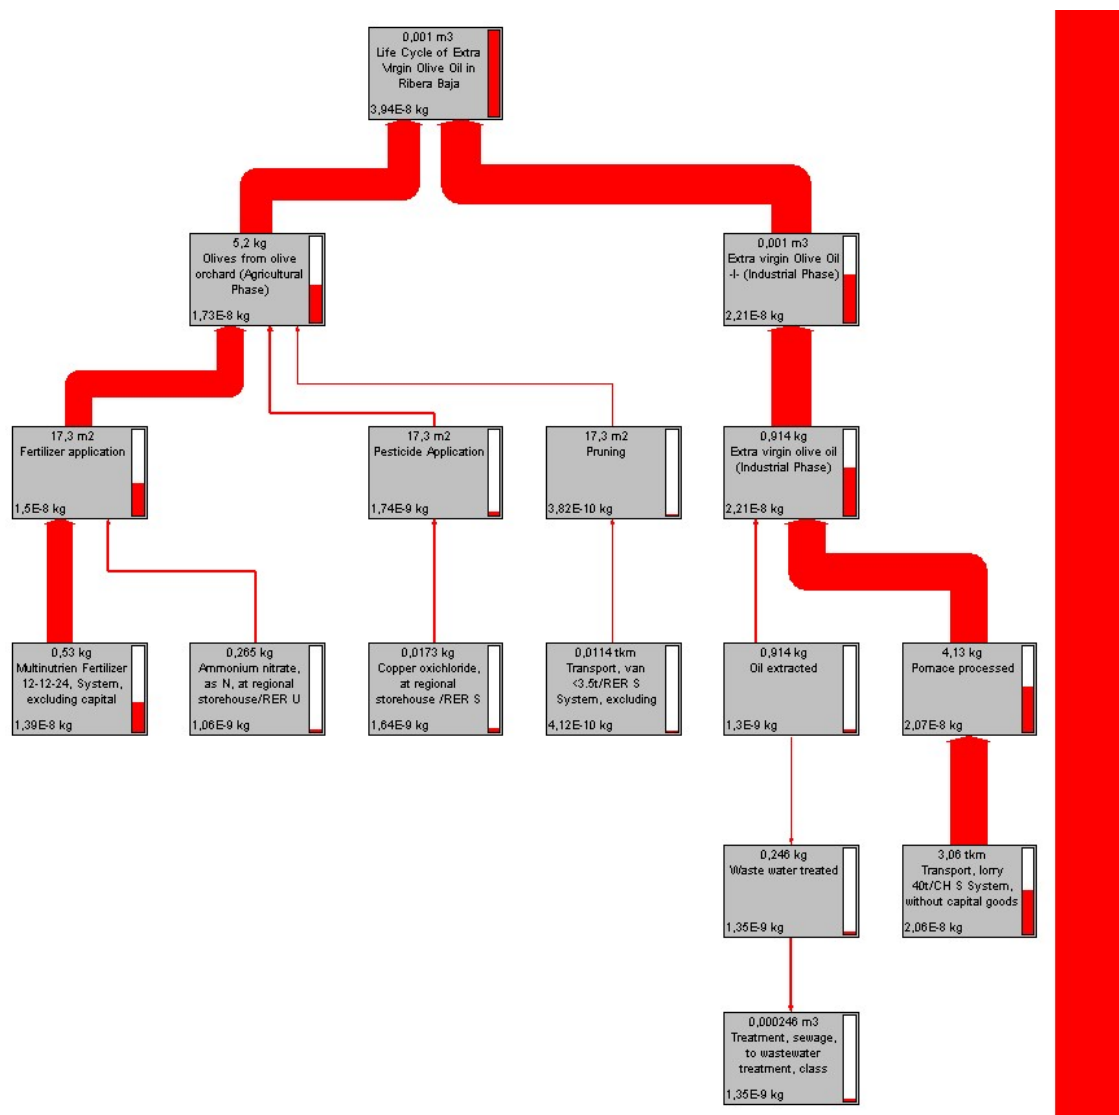 0,001 m3
Life Cycle of Extra
Virgin Olive Oil in
Ribera Baja
3,94E-8 kg
5,2 kg
Olives from olive
orchard (Agricultural
Phase)
1,73E-8 kg
0,001 m3
Extra virgin Olive Oil
-I- (Industrial Phase)
2,21E-8 kg
17,3 m2
Fertilizer application
1,5E-8 kg
17,3 m2
Pesticide Application
1,74E-9 kg
17,3 m2
Pruning
3,82E-10 kg
0,914 kg
Extra virgin olive oil
(Industrial Phase)
2,21E-8 kg
0,53 kg
Multinutrien Fertilizer
12-12-24, System,
excluding capital
1,39E-8 kg
0,265 kg
Ammonium nitrate,
as N, at regional
storehouse/RER U
1,06E-9 kg
0,0173 kg
Copper oxichloride,
at regional
storehouse /RER S
1,64E-9 kg
0,0114 tkm
Transport, van
<3.5t/RER S
System, excluding
4,12E-10 kg
0,914 kg
Oil extracted
1,3E-9 kg
4,13 kg
Pomace processed
2,07E-8 kg
0,246 kg
Waste water treated
1,35E-9 kg
3,06 tkm
Transport, lorry
40t/CH S System,
without capital goods
2,06E-8 kg
0,000246 m3
Treatment, sewage,
to wastewater
treatment, class
1,35E-9 kg